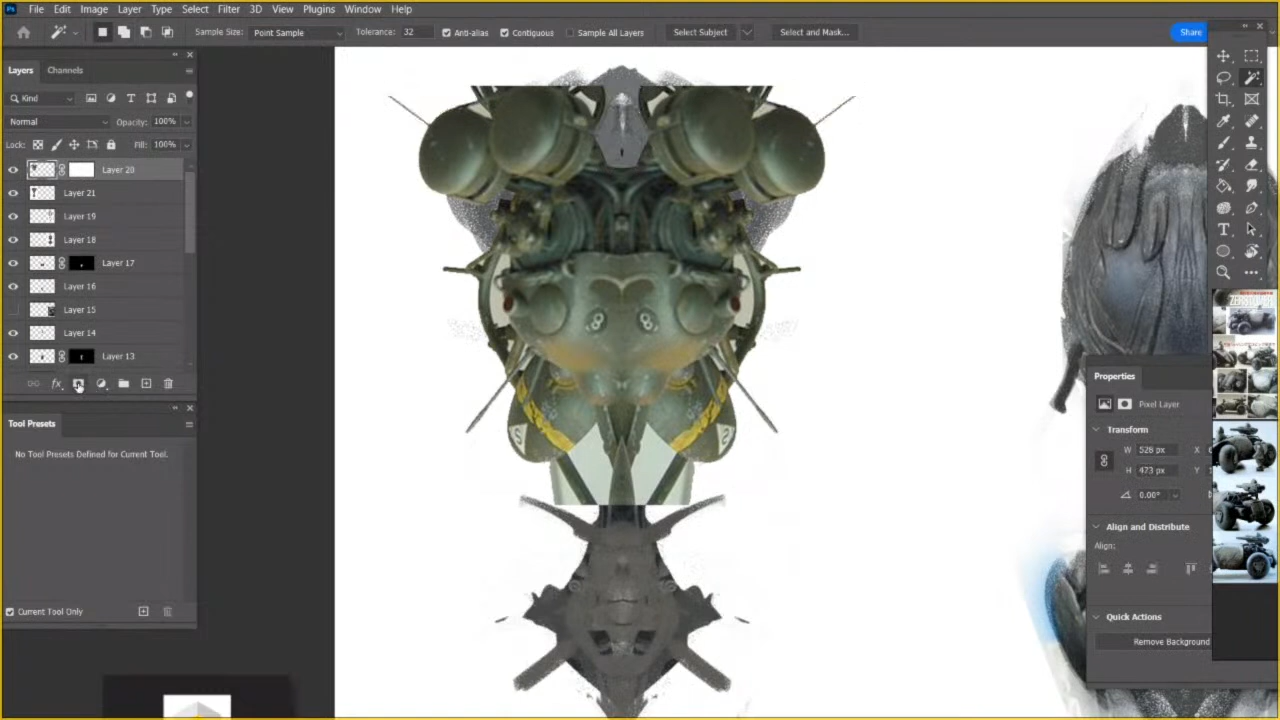 Ps File Edit Image Layer Type Select Filter 3D View Plugins Window Help
Sample Size: Point Sample Tolerance: 32 Anti-alias Contiguous Sample All Layers Select Subject Select and Mask... Share
Layers Channels
Kind
Normal Opacity: 100%
Lock: Fill: 100%
Layer 20
Layer 21
Layer 19
Layer 18
Layer 17
Layer 16
Layer 15
Layer 14
Layer 13
fx
Tool Presets
No Tool Presets Defined for Current Tool.
Current Tool Only
Properties
Pixel Layer
Transform
W 528 px X
H 473 px Y
0.00°
Align and Distribute
Align:
Quick Actions
Remove Background